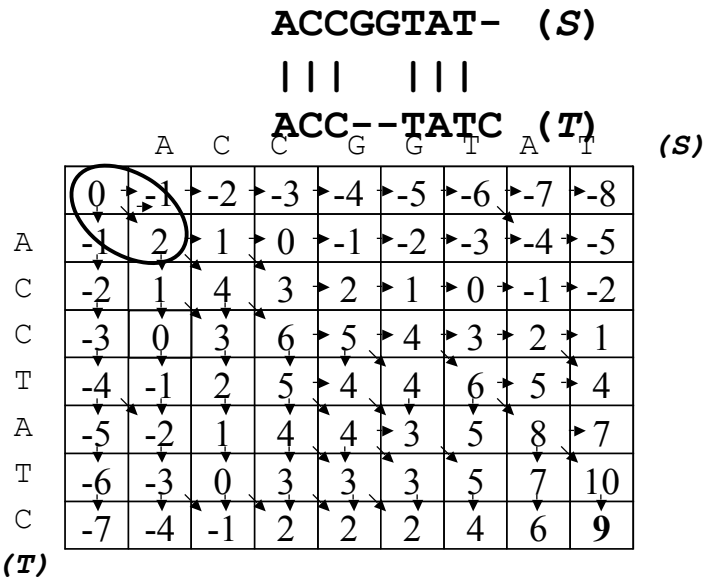 ACCGGTAT- (S)
||| |||
ACC--TATC (T)
A C C G G T A T (S)
0 -1 -2 -3 -4 -5 -6 -7 -8
A -1 2 1 0 -1 -2 -3 -4 -5
C -2 1 4 3 2 1 0 -1 -2
C -3 0 3 6 5 4 3 2 1
T -4 -1 2 5 4 4 6 5 4
A -5 -2 1 4 4 3 5 8 7
T -6 -3 0 3 3 3 5 7 10
C -7 -4 -1 2 2 2 4 6 9
(T)